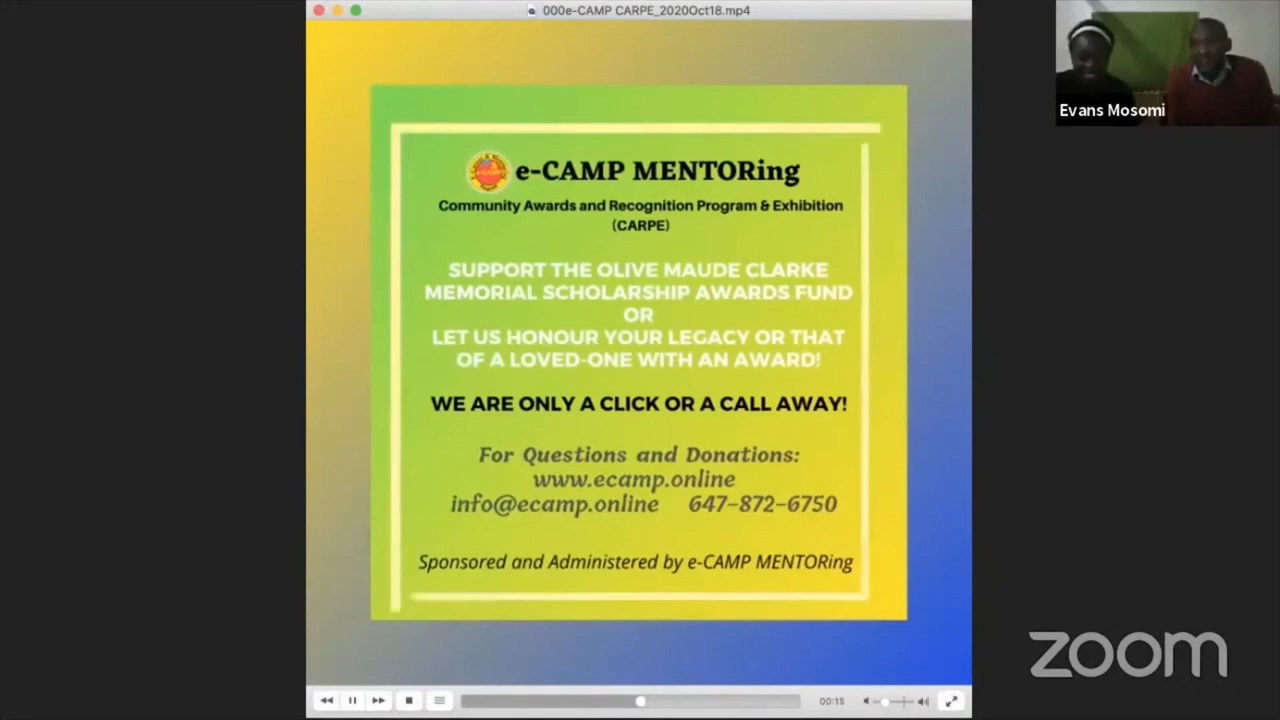 000e-CAMP CARPE_2020Oct18.mp4
Evans Mosomi
e-CAMP MENTORing
Community Awards and Recognition Program & Exhibition
(CARPE)
SUPPORT THE OLIVE MAUDE CLARKE
MEMORIAL SCHOLARSHIP AWARDS FUND
OR
LET US HONOUR YOUR LEGACY OR THAT
OF A LOVED-ONE WITH AN AWARD!
WE ARE ONLY A CLICK OR A CALL AWAY!
For Questions and Donations:
www.ecamp.online
info@ecamp.online 647-872-6750
Sponsored and Administered by e-CAMP MENTORing
zoom
00:15